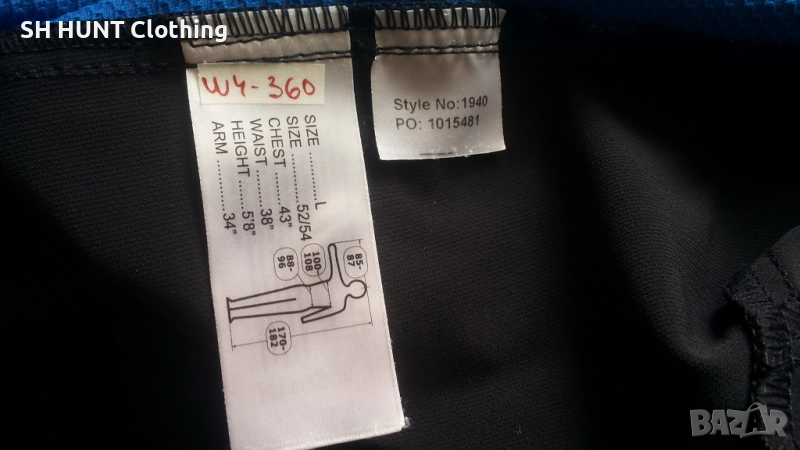 SH HUNT Clothing
W4-360
SIZE ............. L
SIZE ............. 52/54
CHEST ......... 43"
WAIST .......... 38"
HEIGHT ........ 5'8"
ARM ............. 34"
85-
87
100-
108
88-
96
170-
182
Style No:1940
PO: 1015481
BAZAR